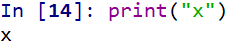 In [14]: print("x")
x